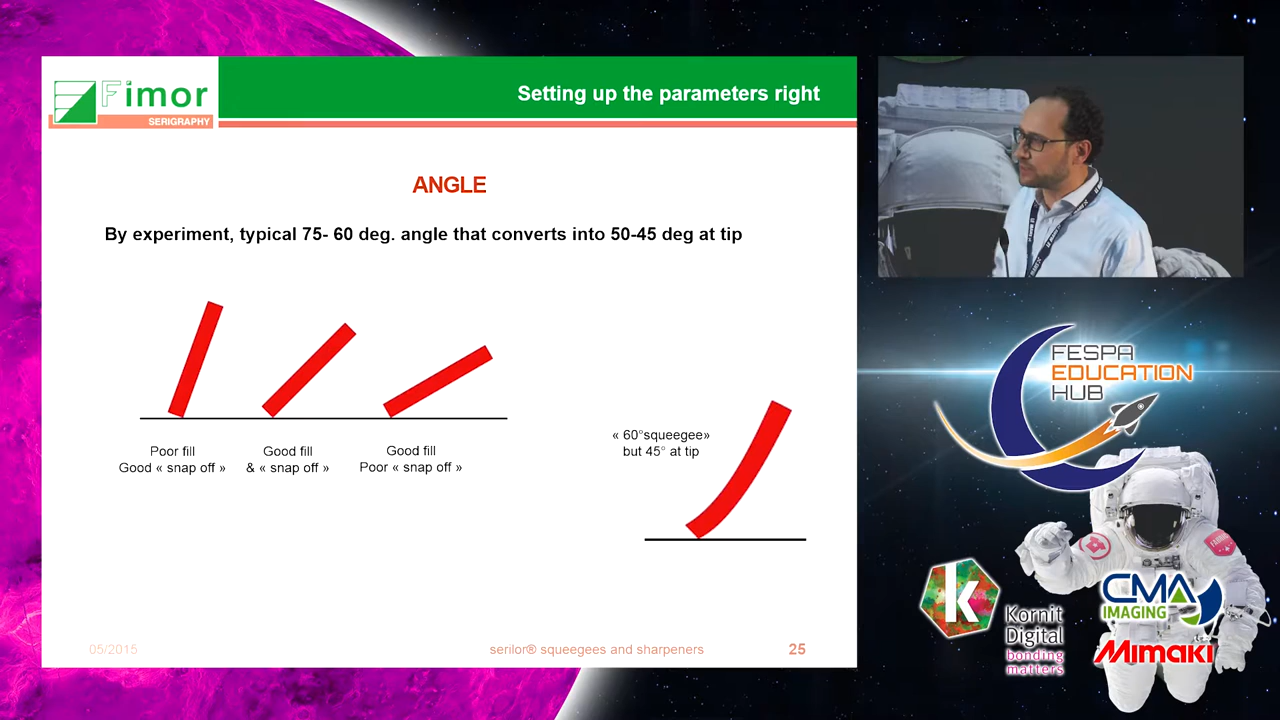 Fimor
SERIGRAPHY
Setting up the parameters right
ANGLE
By experiment, typical 75- 60 deg. angle that converts into 50-45 deg at tip
Poor fill
Good « snap off »
Good fill
& « snap off »
Good fill
Poor « snap off »
« 60°squeegee»
but 45° at tip
05/2015
serilor® squeegees and sharpeners
25
FESPA
EDUCATION
HUB
k
Kornit
Digital
bonding
matters
CMA
IMAGING
Mimaki